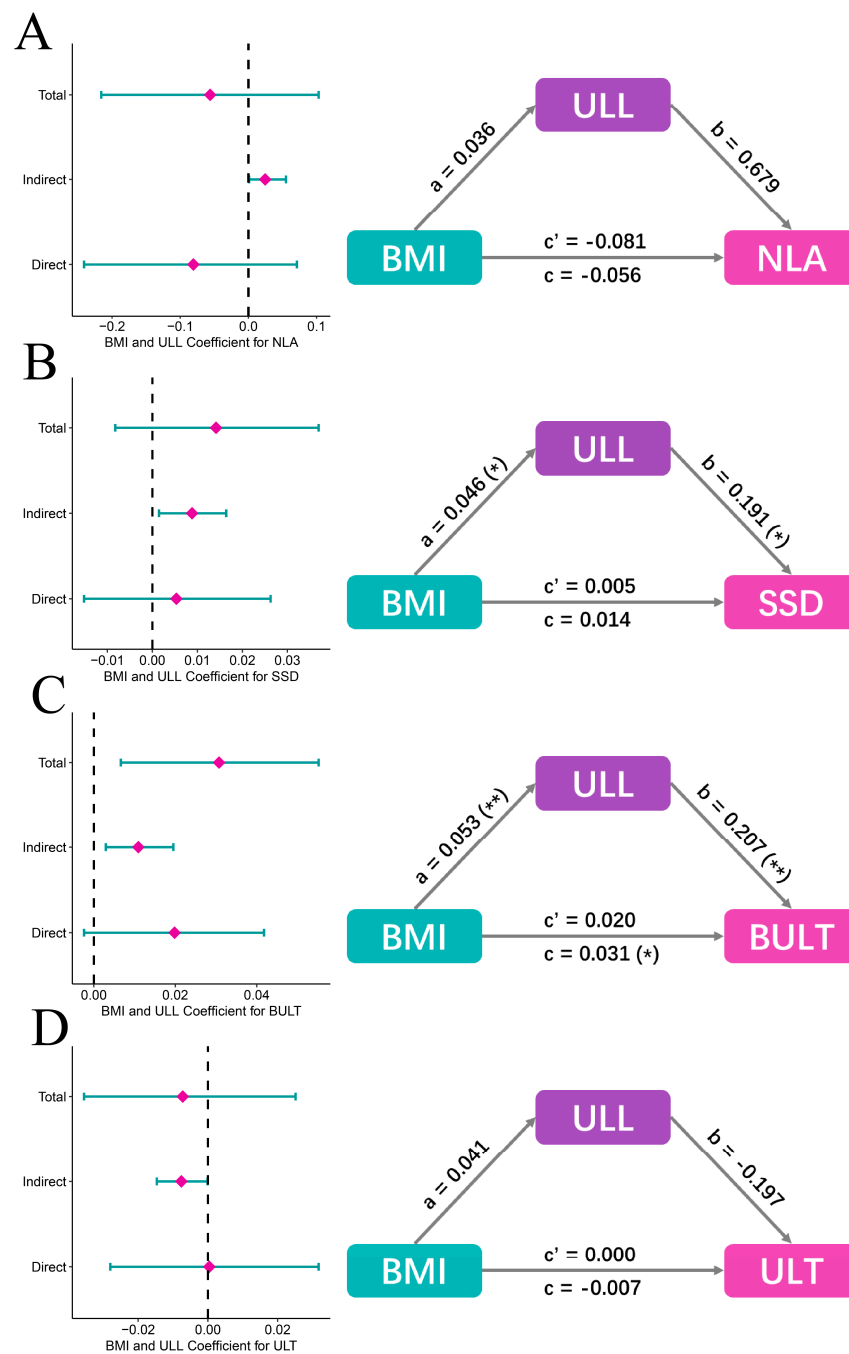 A
Total
Indirect
Direct
−0.2 −0.1 0.0 0.1
BMI and ULL Coefficient for NLA
ULL
a = 0.036
b = 0.679
BMI
c’ = -0.081
c = -0.056
NLA
B
Total
Indirect
Direct
−0.01 0.00 0.01 0.02 0.03
BMI and ULL Coefficient for SSD
ULL
a = 0.046 (*)
b = 0.191 (*)
BMI
c’ = 0.005
c = 0.014
SSD
C
Total
Indirect
Direct
0.00 0.02 0.04
BMI and ULL Coefficient for BULT
ULL
a = 0.053 (**)
b = 0.207 (**)
BMI
c’ = 0.020
c = 0.031 (*)
BULT
D
Total
Indirect
Direct
−0.02 0.00 0.02
BMI and ULL Coefficient for ULT
ULL
a = 0.041
b = -0.197
BMI
c’ = 0.000
c = -0.007
ULT